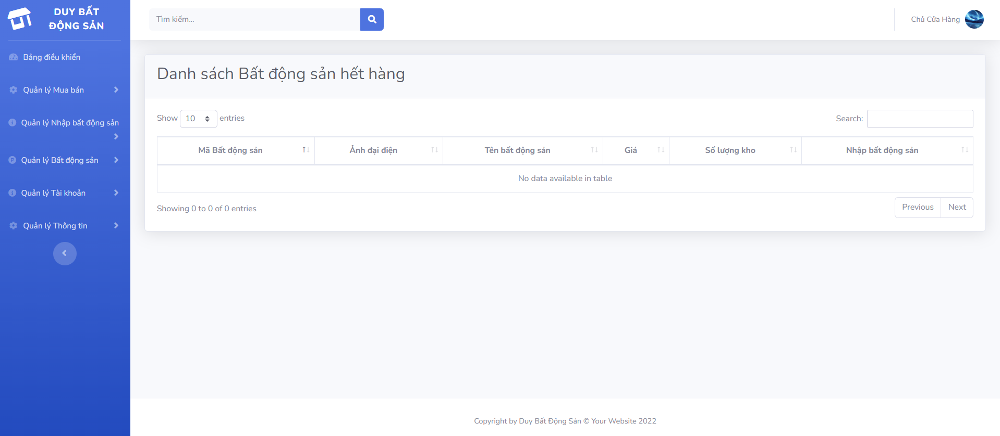 DUY BẤT
ĐỘNG SẢN
Bảng điều khiển
Quản lý Mua bán
Quản lý Nhập bất động sản
Quản lý Bất động sản
Quản lý Tài khoản
Quản lý Thông tin
Tìm kiếm...
Chủ Cửa Hàng
Danh sách Bất động sản hết hàng
Show 10 entries
Search:
Mã Bất động sản Ảnh đại điện Tên bất động sản Giá Số lượng kho Nhập bất động sản
No data available in table
Showing 0 to 0 of 0 entries
Previous Next
Copyright by Duy Bất Động Sản © Your Website 2022